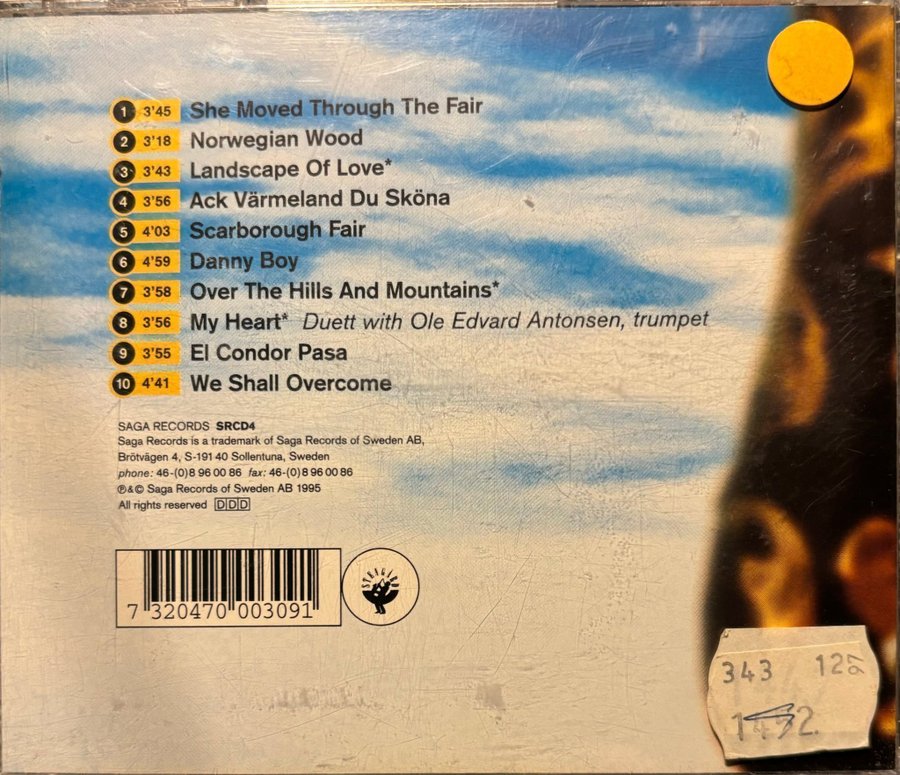 1 3'45 She Moved Through The Fair
2 3'18 Norwegian Wood
3 3'43 Landscape Of Love*
4 3'56 Ack Värmeland Du Sköna
5 4'03 Scarborough Fair
6 4'59 Danny Boy
7 3'58 Over The Hills And Mountains*
8 3'56 My Heart* Duett with Ole Edvard Antonsen, trumpet
9 3'55 El Condor Pasa
10 4'41 We Shall Overcome
SAGA RECORDS SRCD4
Saga Records is a trademark of Saga Records of Sweden AB,
Brötvägen 4, S-191 40 Sollentuna, Sweden
phone: 46-(0)8 96 00 86 fax: 46-(0)8 96 00 86
℗&© Saga Records of Sweden AB 1995
All rights reserved DDD
7 320470 003091
343 12